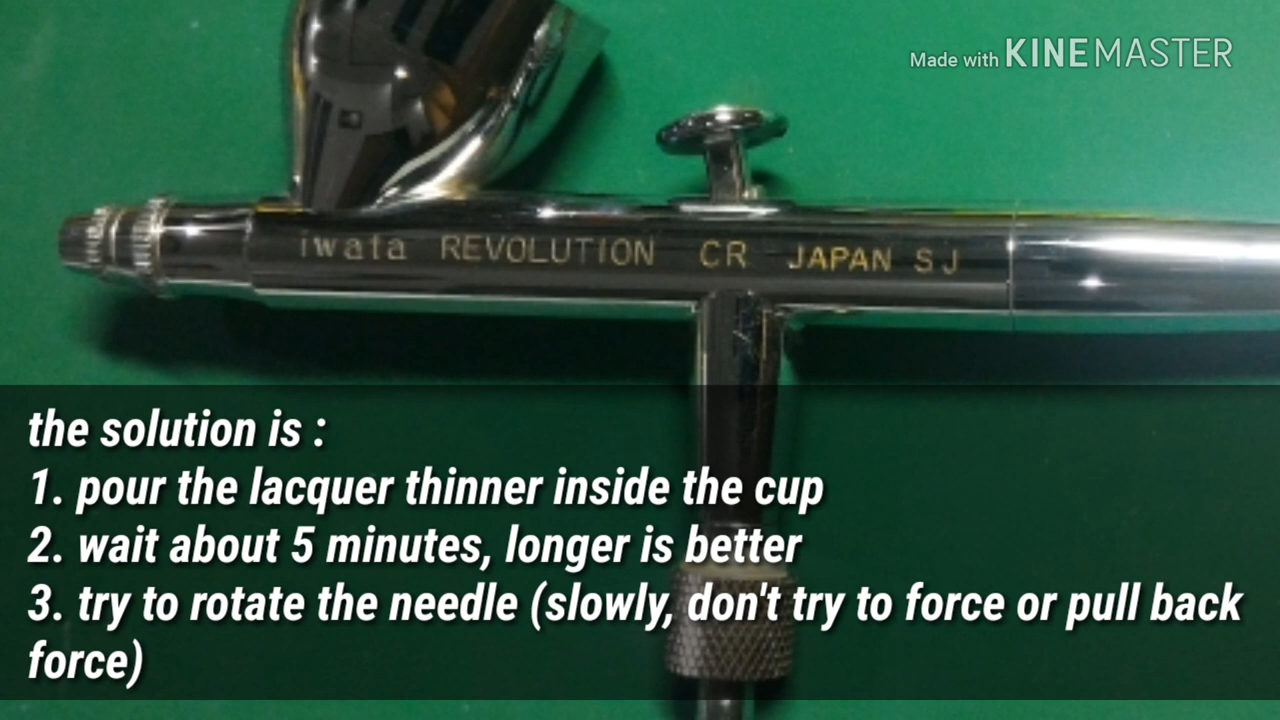 Made with KINEMASTER
iwata REVOLUTION CR JAPAN SJ
the solution is :
1. pour the lacquer thinner inside the cup
2. wait about 5 minutes, longer is better
3. try to rotate the needle (slowly, don't try to force or pull back
force)